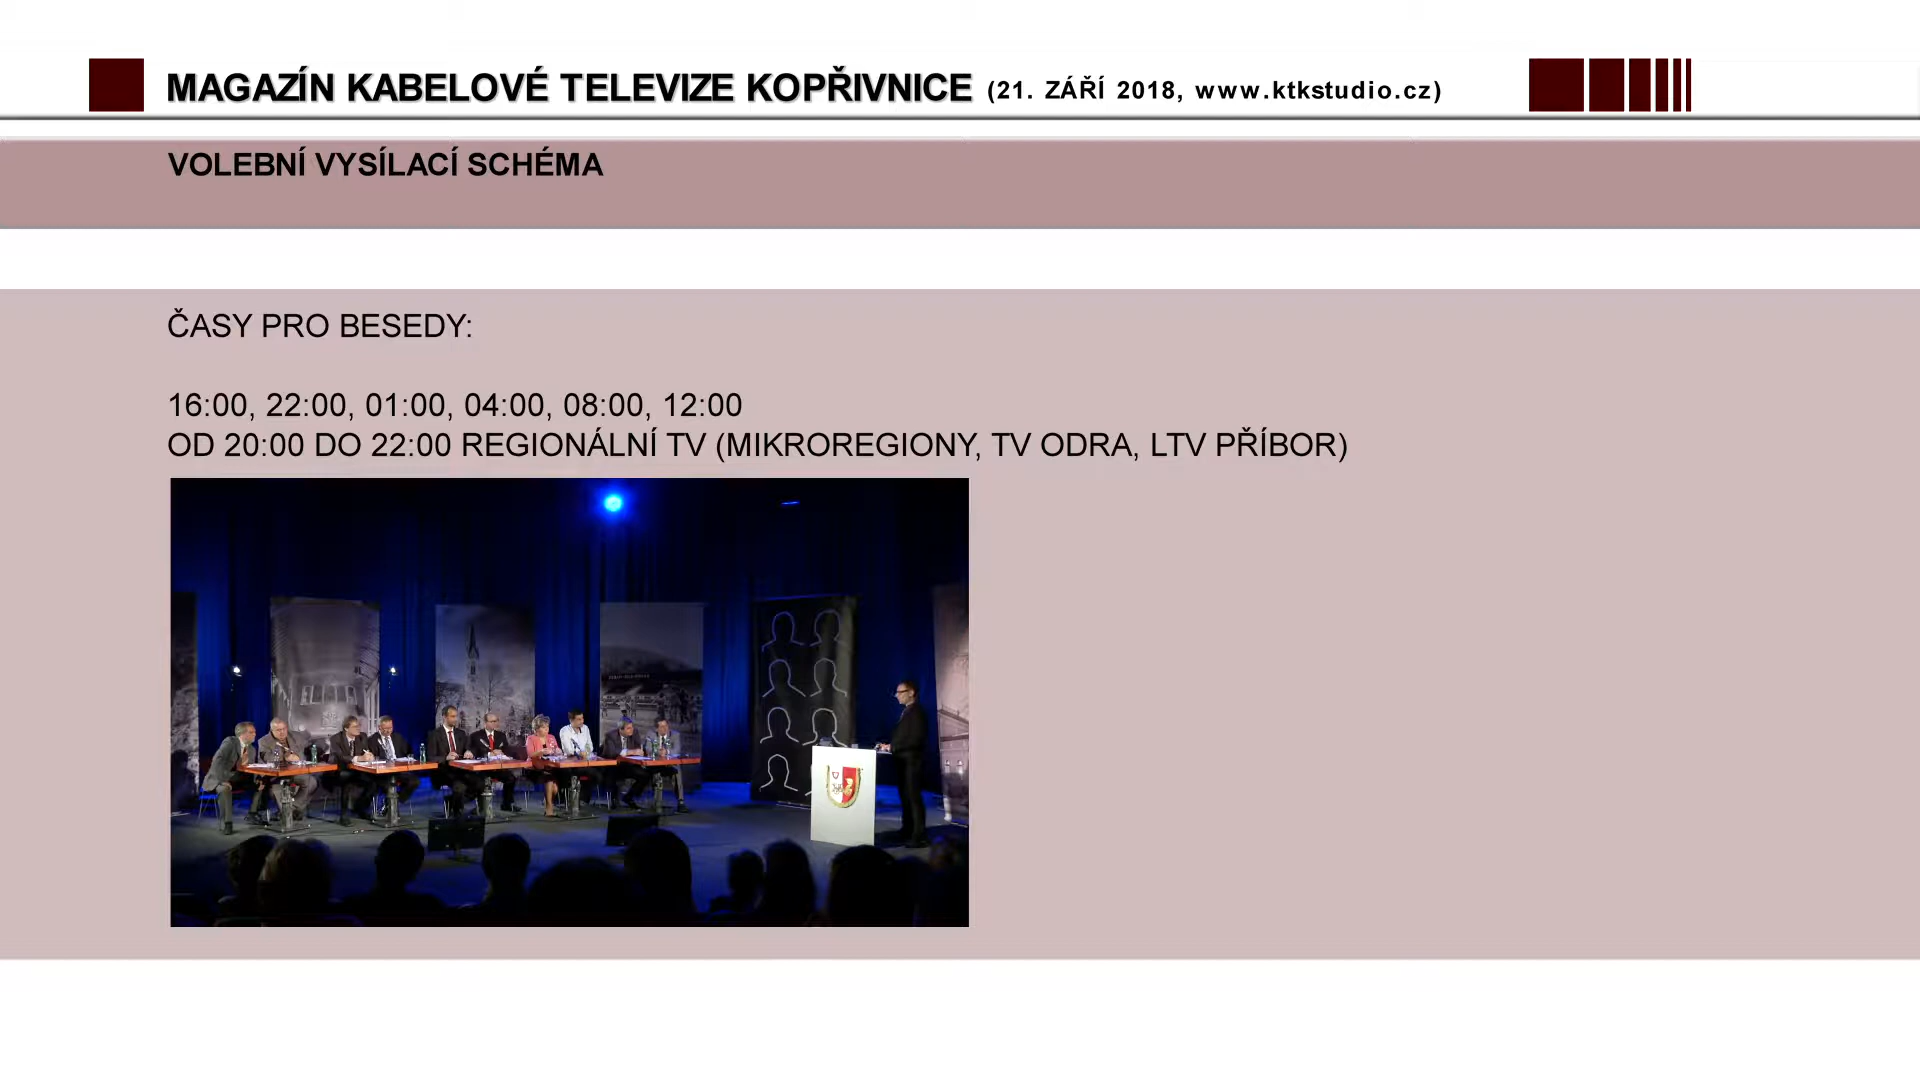 MAGAZÍN KABELOVÉ TELEVIZE KOPŘIVNICE (21. ZÁŘÍ 2018, www.ktkstudio.cz)
VOLEBNÍ VYSÍLACÍ SCHÉMA
ČASY PRO BESEDY:
16:00, 22:00, 01:00, 04:00, 08:00, 12:00
OD 20:00 DO 22:00 REGIONÁLNÍ TV (MIKROREGIONY, TV ODRA, LTV PŘÍBOR)